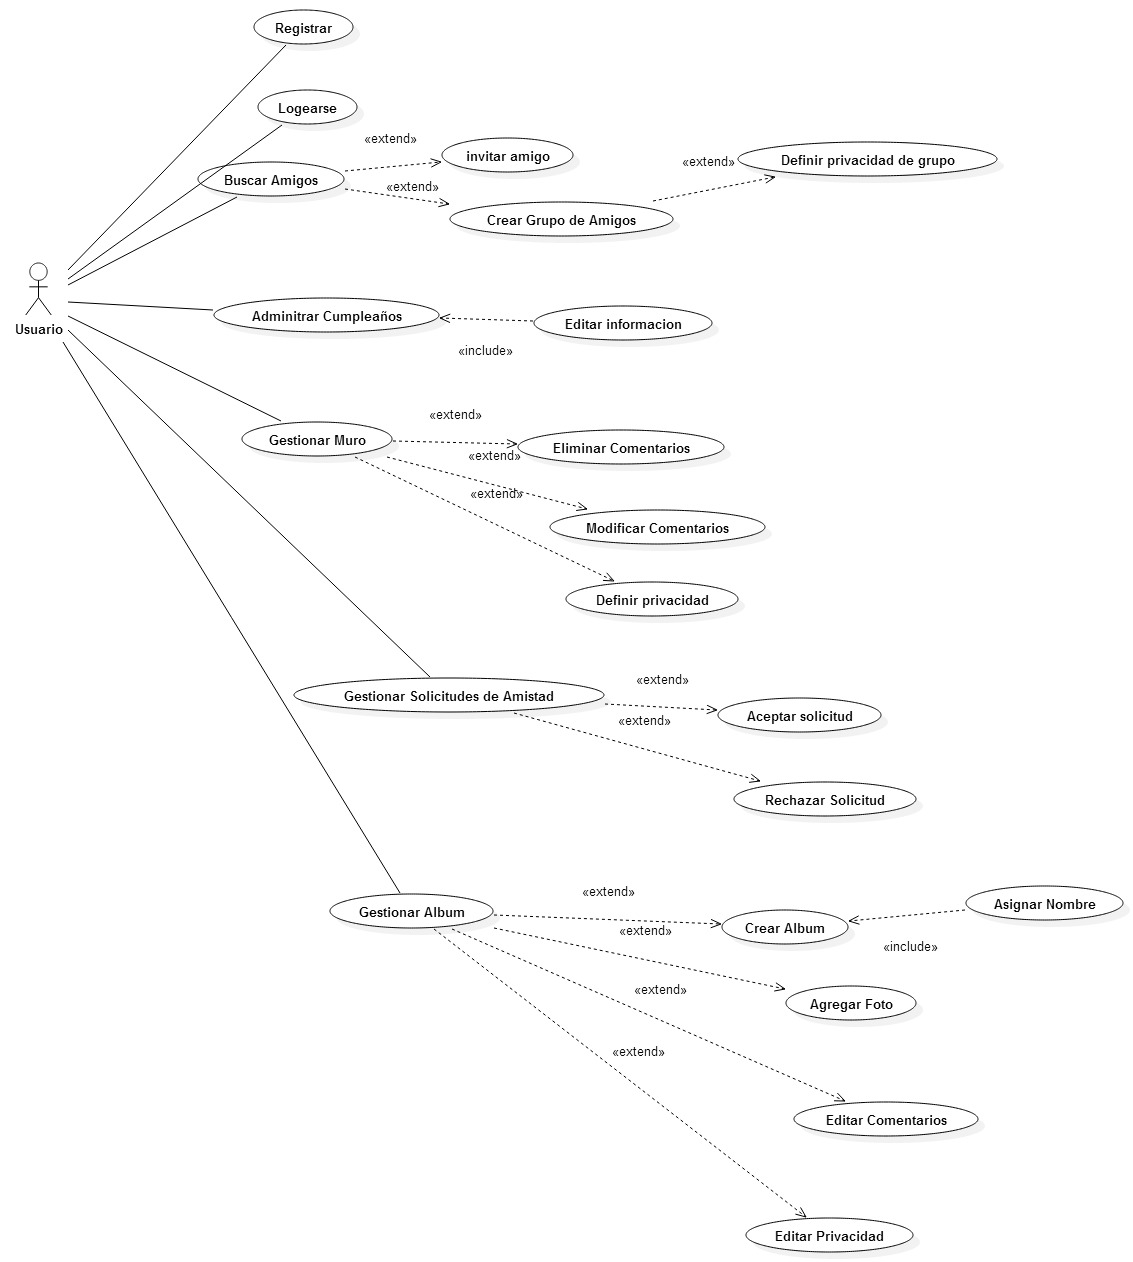 Registrar
Logearse
«extend»
invitar amigo
«extend»
Definir privacidad de grupo
Buscar Amigos
«extend»
Crear Grupo de Amigos
Usuario
Adminitrar Cumpleaños
Editar informacion
«include»
«extend»
Gestionar Muro
Eliminar Comentarios
«extend»
«extend»
Modificar Comentarios
Definir privacidad
«extend»
Gestionar Solicitudes de Amistad
Aceptar solicitud
«extend»
Rechazar Solicitud
«extend»
Asignar Nombre
Gestionar Album
Crear Album
«extend»
«include»
«extend»
Agregar Foto
«extend»
Editar Comentarios
Editar Privacidad